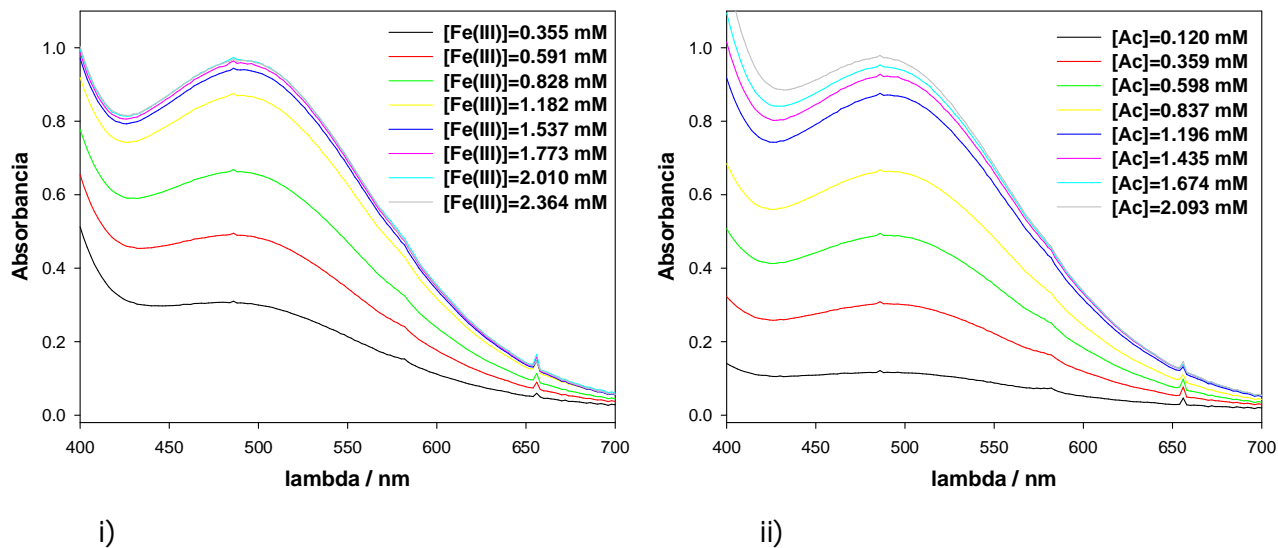 [Fe(III)]=0.355 mM
[Fe(III)]=0.591 mM
[Fe(III)]=0.828 mM
[Fe(III)]=1.182 mM
[Fe(III)]=1.537 mM
[Fe(III)]=1.773 mM
[Fe(III)]=2.010 mM
[Fe(III)]=2.364 mM
Absorbancia
1.0
0.8
0.6
0.4
0.2
0.0
400 450 500 550 600 650 700
lambda / nm
i)
[Ac]=0.120 mM
[Ac]=0.359 mM
[Ac]=0.598 mM
[Ac]=0.837 mM
[Ac]=1.196 mM
[Ac]=1.435 mM
[Ac]=1.674 mM
[Ac]=2.093 mM
Absorbancia
1.0
0.8
0.6
0.4
0.2
0.0
400 450 500 550 600 650 700
lambda / nm
ii)